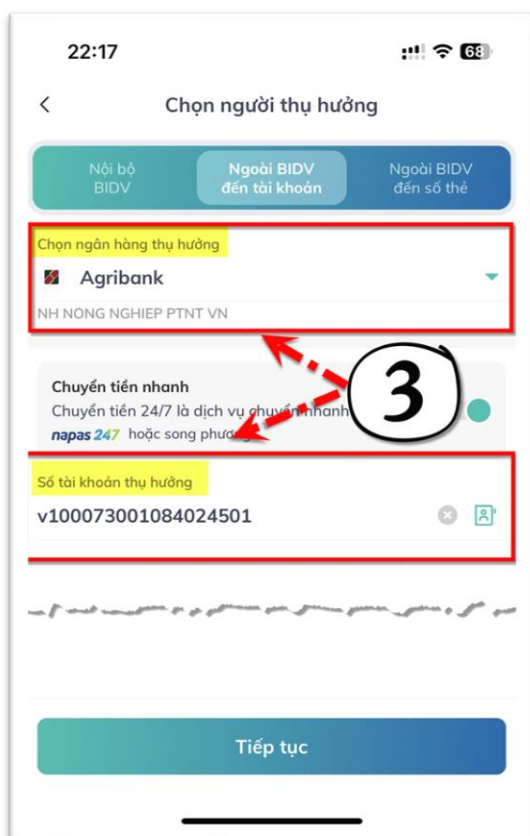 22:17
68
Chọn người thụ hưởng
Nội bộ
BIDV
Ngoài BIDV
đến tài khoản
Ngoài BIDV
đến số thẻ
Chọn ngân hàng thụ hưởng
Agribank
NH NONG NGHIEP PTNT VN
Chuyển tiền nhanh
Chuyển tiền 24/7 là dịch vụ chuyển nhanh
napas 247 hoặc song phương
3
Số tài khoản thụ hưởng
v100073001084024501
Tiếp tục